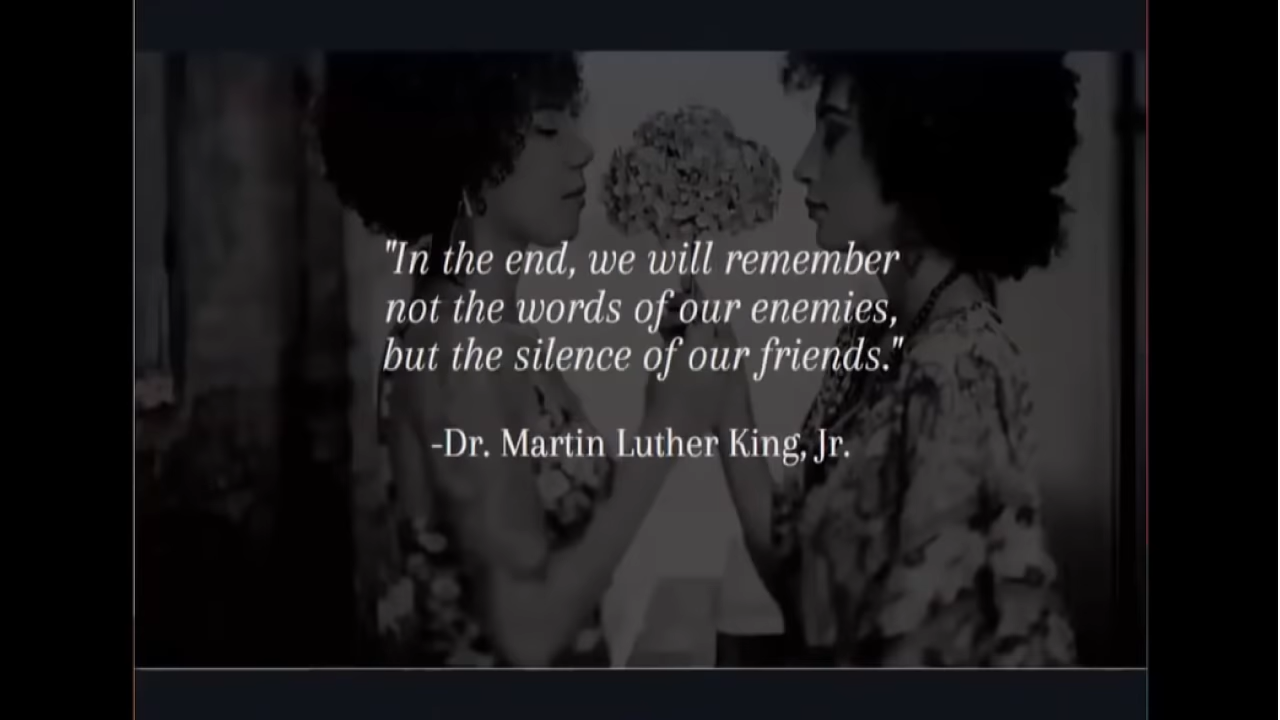 "In the end, we will remember
not the words of our enemies,
but the silence of our friends."
-Dr. Martin Luther King, Jr.